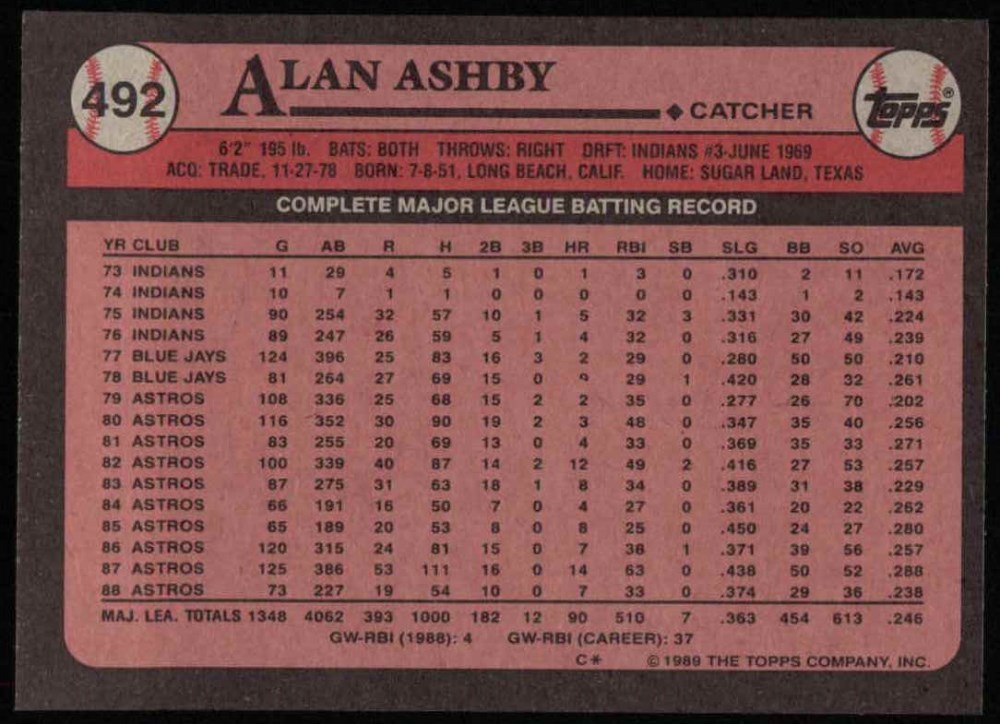 492 ALAN ASHBY
◆ CATCHER
topps®
6'2" 195 lb. BATS: BOTH THROWS: RIGHT DRFT: INDIANS #3-JUNE 1969
ACQ: TRADE, 11-27-78 BORN: 7-8-51, LONG BEACH, CALIF. HOME: SUGAR LAND, TEXAS
COMPLETE MAJOR LEAGUE BATTING RECORD
YR CLUB G AB R H 2B 3B HR RBI SB SLG BB SO AVG
73 INDIANS 11 29 4 5 1 0 1 3 0 .310 2 11 .172
74 INDIANS 10 7 1 1 0 0 0 0 0 .143 1 2 .143
75 INDIANS 90 254 32 57 10 1 5 32 3 .331 30 42 .224
76 INDIANS 89 247 26 59 5 1 4 32 0 .316 27 49 .239
77 BLUE JAYS 124 396 25 83 16 3 2 29 0 .280 50 50 .210
78 BLUE JAYS 81 264 27 69 15 0 9 29 1 .420 28 32 .261
79 ASTROS 108 336 25 68 15 2 2 35 0 .277 26 70 .202
80 ASTROS 116 352 30 90 19 2 3 48 0 .347 35 40 .256
81 ASTROS 83 255 20 69 13 0 4 33 0 .369 35 33 .271
82 ASTROS 100 339 40 87 14 2 12 49 2 .416 27 53 .257
83 ASTROS 87 275 31 63 18 1 8 34 0 .389 31 38 .229
84 ASTROS 66 191 16 50 7 0 4 27 0 .361 20 22 .262
85 ASTROS 65 189 20 53 8 0 8 25 0 .450 24 27 .280
86 ASTROS 120 315 24 81 15 0 7 38 1 .371 39 56 .257
87 ASTROS 125 386 53 111 16 0 14 63 0 .438 50 52 .288
88 ASTROS 73 227 19 54 10 0 7 33 0 .374 29 36 .238
MAJ. LEA. TOTALS 1348 4062 393 1000 182 12 90 510 7 .363 454 613 .246
GW-RBI (1988): 4 GW-RBI (CAREER): 37
C* © 1989 THE TOPPS COMPANY, INC.